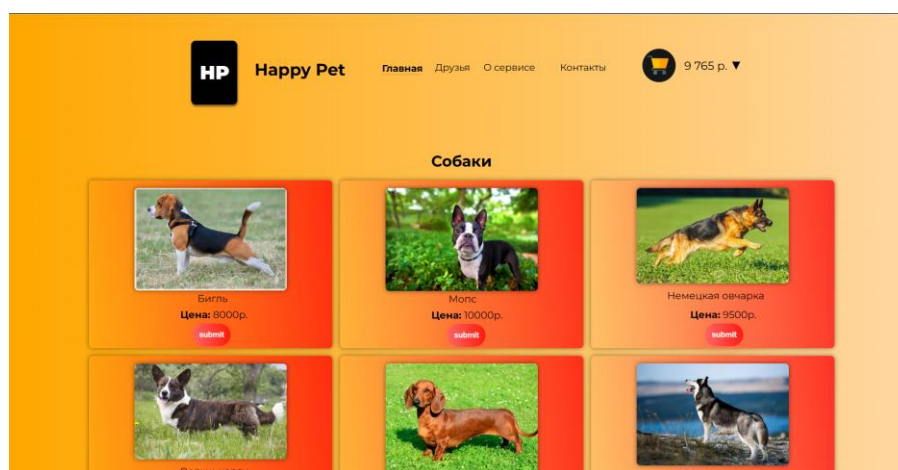 HP
Happy Pet
Главная Друзья О сервисе Контакты
9 765 р. ▼
Собаки
Бигль
Цена: 8000р.
submit
Мопс
Цена: 10000р.
submit
Немецкая овчарка
Цена: 9500р.
submit